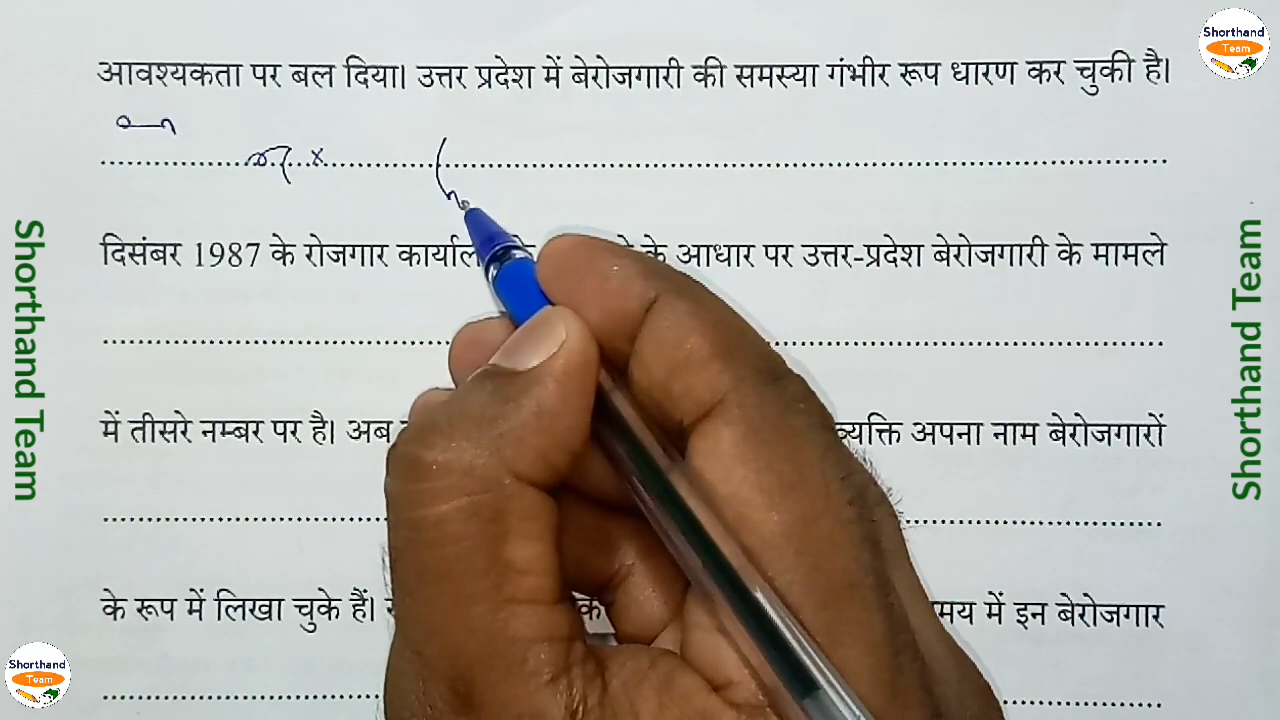 Shorthand
Team
आवश्यकता पर बल दिया। उत्तर प्रदेश में बेरोजगारी की समस्या गंभीर रूप धारण कर चुकी है।
दिसंबर 1987 के रोजगार के आधार पर उत्तर-प्रदेश बेरोजगारी के मामले
में तीसरे नम्बर पर है। अब व्यक्ति अपना नाम बेरोजगारों
के रूप में लिखा चुके हैं। में इन बेरोजगार
Shorthand Team
Shorthand Team
Shorthand
Team